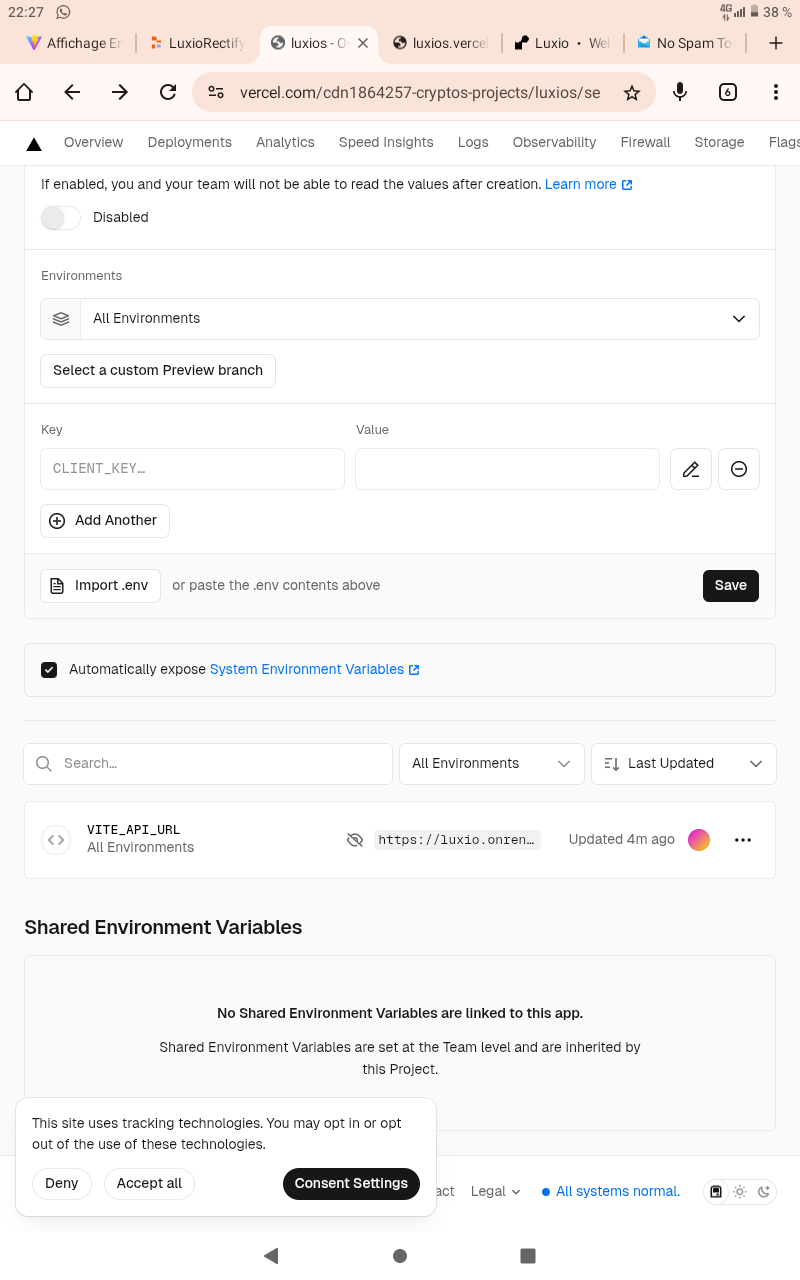 22:27
4G
38 %
Affichage En
LuxioRectify
luxios - Ov
luxios.vercel
Luxio • Web
No Spam To
vercel.com/cdn1864257-cryptos-projects/luxios/se
6
Overview Deployments Analytics Speed Insights Logs Observability Firewall Storage Flags
If enabled, you and your team will not be able to read the values after creation. Learn more
Disabled
Environments
All Environments
Select a custom Preview branch
Key Value
CLIENT_KEY…
Add Another
Import .env or paste the .env contents above Save
Automatically expose System Environment Variables
Search… All Environments Last Updated
VITE_API_URL
All Environments
https://luxio.onren…
Updated 4m ago
Shared Environment Variables
No Shared Environment Variables are linked to this app.
Shared Environment Variables are set at the Team level and are inherited by
this Project.
This site uses tracking technologies. You may opt in or opt
out of the use of these technologies.
Deny Accept all Consent Settings
act Legal All systems normal.